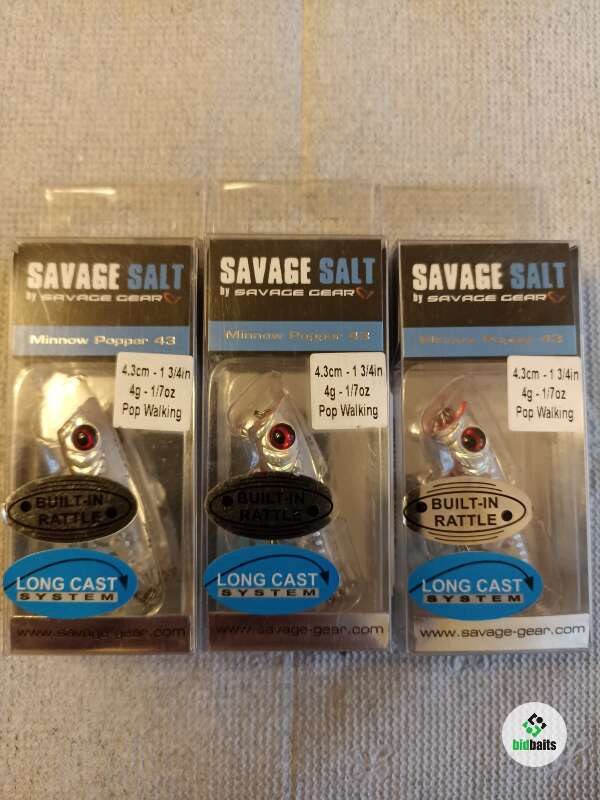 SAVAGE SALT
by SAVAGE GEAR
Minnow Popper 43
4.3cm - 1 3/4in
4g - 1/7oz
Pop Walking
BUILT-IN
RATTLE
LONG CAST
SYSTEM
www.savage-gear.com
SAVAGE SALT
by SAVAGE GEAR
Minnow Popper 43
4.3cm - 1 3/4in
4g - 1/7oz
Pop Walking
BUILT-IN
RATTLE
LONG CAST
SYSTEM
www.savage-gear.com
SAVAGE SALT
by SAVAGE GEAR
Minnow Popper 43
4.3cm - 1 3/4in
4g - 1/7oz
Pop Walking
BUILT-IN
RATTLE
LONG CAST
SYSTEM
www.savage-gear.com
bidbaits